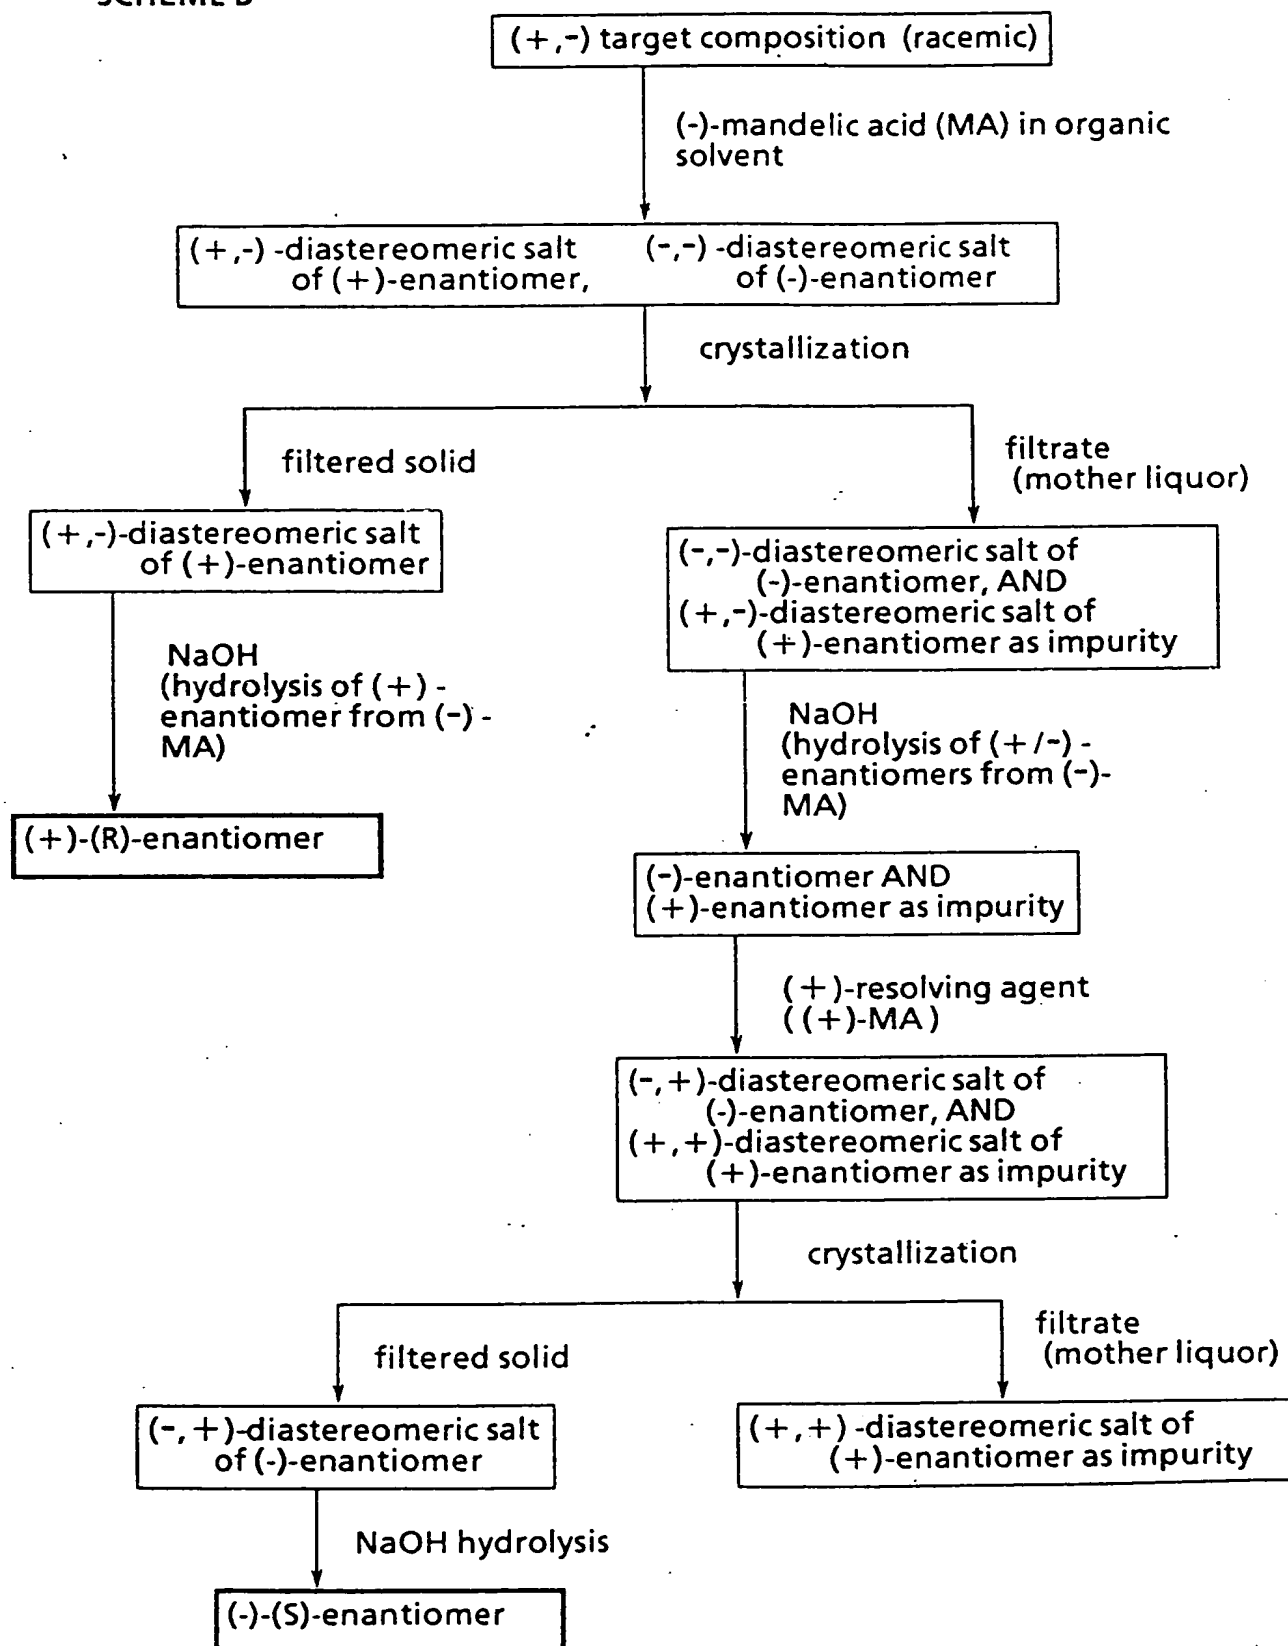 SCHEME B
(+,-) target composition (racemic)
(-)-mandelic acid (MA) in organic
solvent
(+,-) -diastereomeric salt
of (+)-enantiomer,
(-,-) -diastereomeric salt
of (-)-enantiomer
crystallization
filtered solid
filtrate
(mother liquor)
(+,-)-diastereomeric salt
of (+)-enantiomer
(-,-)-diastereomeric salt of
(-)-enantiomer, AND
(+,-)-diastereomeric salt of
(+)-enantiomer as impurity
NaOH
(hydrolysis of (+) -
enantiomer from (-) -
MA)
NaOH
(hydrolysis of (+/-) -
enantiomers from (-)-
MA)
(+)-(R)-enantiomer
(-)-enantiomer AND
(+)-enantiomer as impurity
(+)-resolving agent
((+)-MA)
(-,+)-diastereomeric salt of
(-)-enantiomer, AND
(+,+)-diastereomeric salt of
(+)-enantiomer as impurity
crystallization
filtered solid
filtrate
(mother liquor)
(-,+)-diastereomeric salt
of (-)-enantiomer
(+,+) -diastereomeric salt of
(+)-enantiomer as impurity
NaOH hydrolysis
(-)-(S)-enantiomer